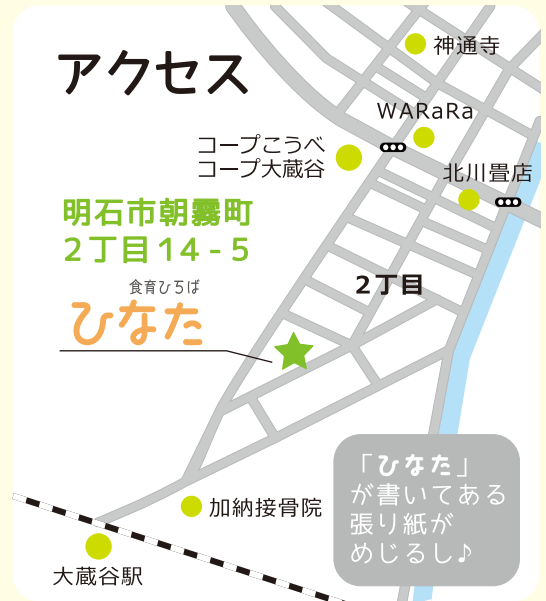 アクセス
神通寺
WARaRa
コープこうべ
コープ大蔵谷
北川畳店
明石市朝霧町
2丁目14-5
2丁目
食育ひろば
ひなた
「ひなた」
が書いてある
張り紙が
めじるし♪
加納接骨院
大蔵谷駅